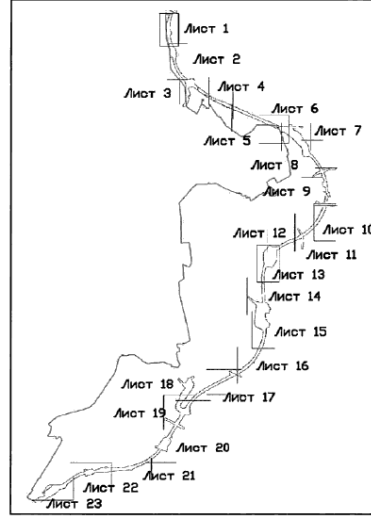 Лист 1
Лист 2
Лист 3
Лист 4
Лист 5
Лист 6
Лист 7
Лист 8
Лист 9
Лист 10
Лист 11
Лист 12
Лист 13
Лист 14
Лист 15
Лист 16
Лист 17
Лист 18
Лист 19
Лист 20
Лист 21
Лист 22
Лист 23